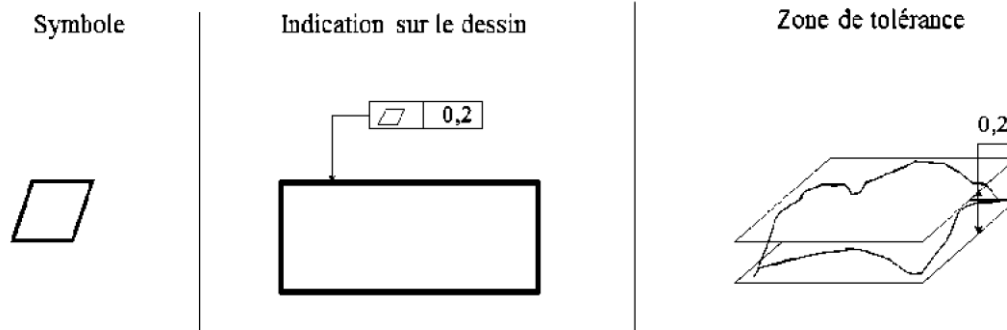 Symbole
Indication sur le dessin
Zone de tolérance
0,2
0,2